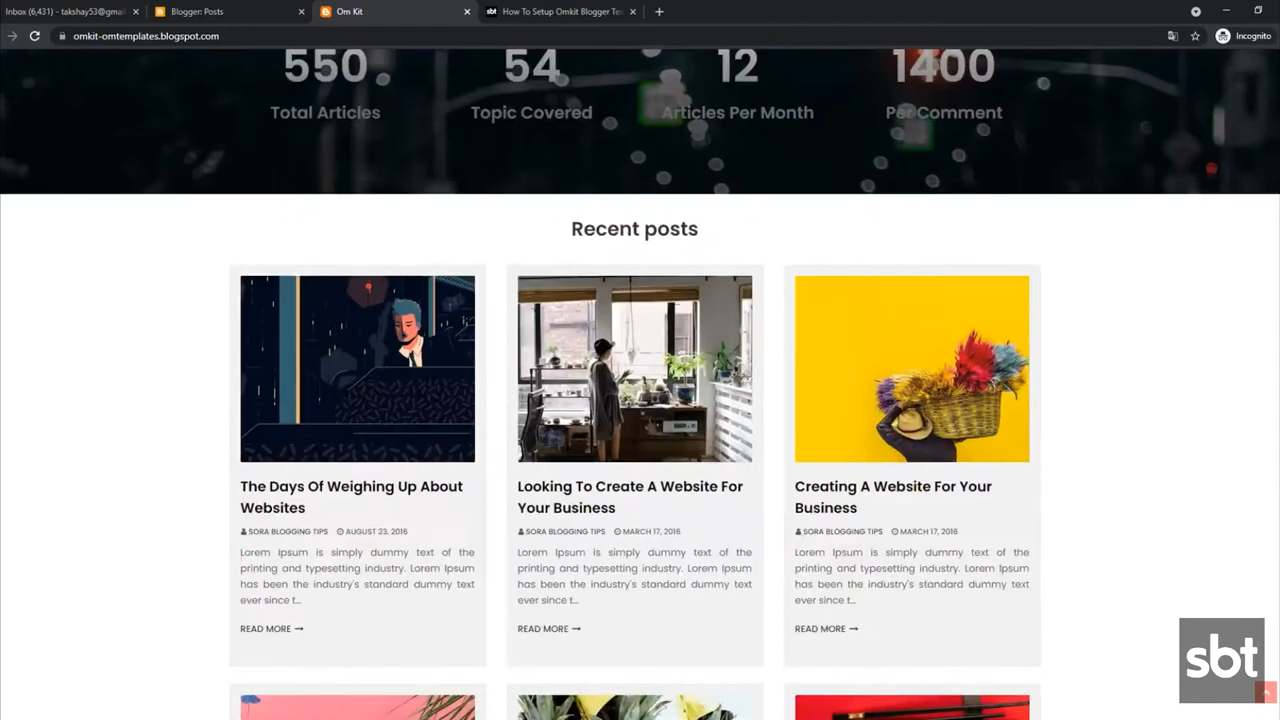 Inbox (6,431) - takshay53@gmail
Blogger: Posts
Om Kit
sbt How To Setup Omkit Blogger Tem
omkit-omtemplates.blogspot.com
Incognito
550
54
12
1400
Total Articles
Topic Covered
Articles Per Month
Per Comment
Recent posts
The Days Of Weighing Up About
Websites
SORA BLOGGING TIPS AUGUST 23, 2016
Lorem ipsum is simply dummy text of the
printing and typesetting industry. Lorem Ipsum
has been the industry's standard dummy text
ever since t...
READ MORE
Looking To Create A Website For
Your Business
SORA BLOGGING TIPS MARCH 17, 2016
Lorem Ipsum is simply dummy text of the
printing and typesetting industry. Lorem Ipsum
has been the industry's standard dummy text
ever since t...
READ MORE
Creating A Website For Your
Business
SORA BLOGGING TIPS MARCH 17, 2016
Lorem Ipsum is simply dummy text of the
printing and typesetting industry. Lorem Ipsum
has been the industry's standard dummy text
ever since t...
READ MORE
sbt